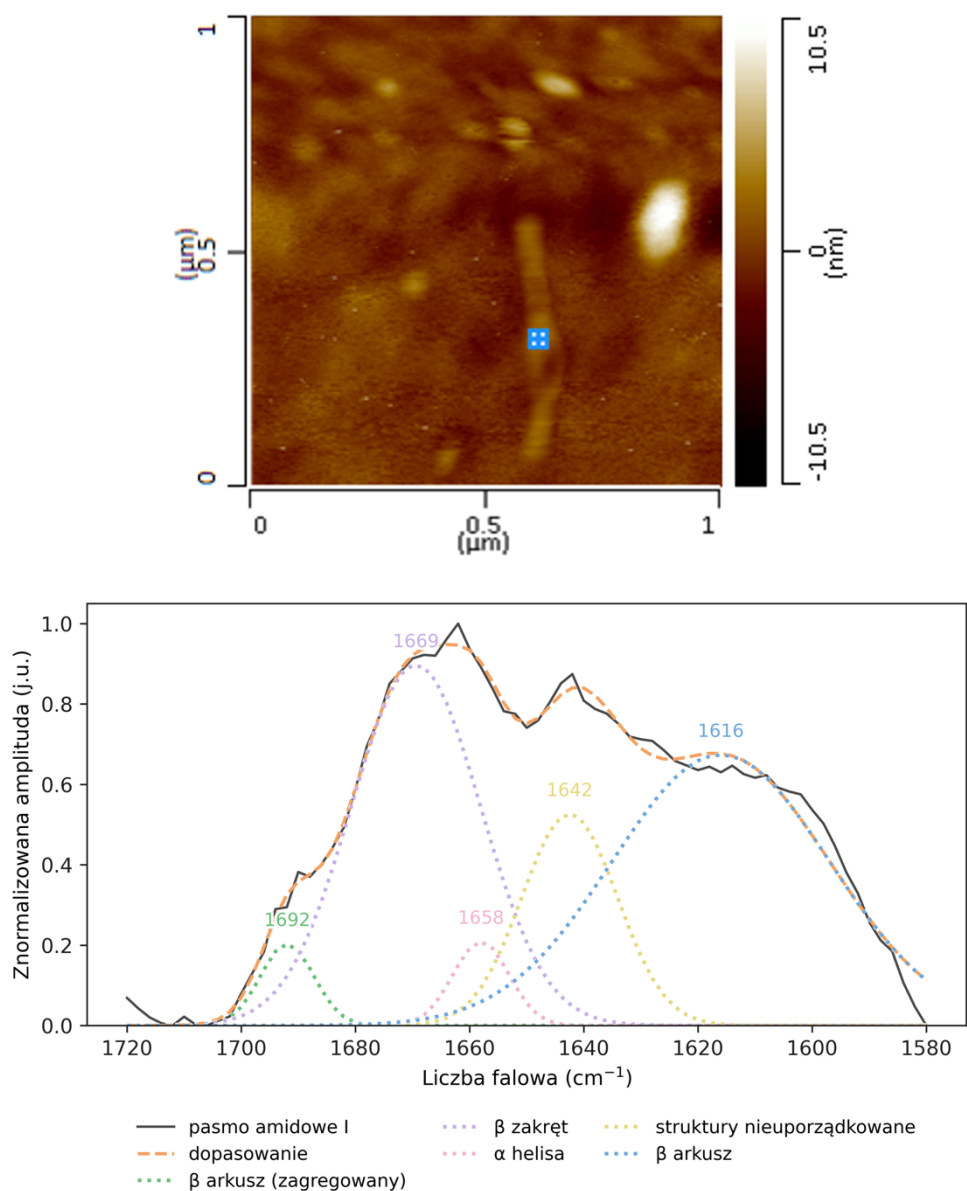 1
0.5
(µm)
0
0
0.5
1
(µm)
10.5
0
(nm)
-10.5
Znormalizowana amplituda (j.u.)
1.0
0.8
0.6
0.4
0.2
0.0
1669
1616
1642
1658
1692
1720 1700 1680 1660 1640 1620 1600 1580
Liczba falowa (cm⁻¹)
pasmo amidowe I
dopasowanie
β arkusz (zagregowany)
β zakręt
α helisa
struktury nieuporządkowane
β arkusz